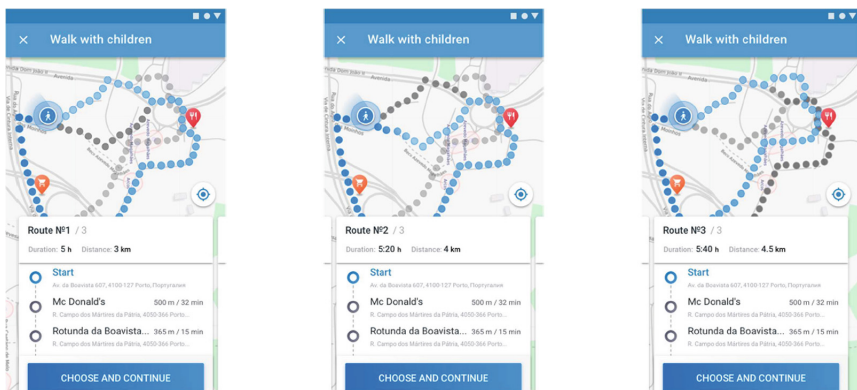 Walk with children
Avenida
Route Nº1 / 3
Duration: 5 h Distance: 3 km
Start
Av. da Boavista 607, 4100-127 Porto, Португалия
Mc Donald's 500 m / 32 min
R. Campo dos Mártires da Pátria, 4050-366 Porto...
Rotunda da Boavista... 365 m / 15 min
R. Campo dos Mártires da Pátria, 4050-366 Porto...
CHOOSE AND CONTINUE
Walk with children
Avenida
Route Nº2 / 3
Duration: 5:20 h Distance: 4 km
Start
Av. da Boavista 607, 4100-127 Porto, Португалия
Mc Donald's 500 m / 32 min
R. Campo dos Mártires da Pátria, 4050-366 Porto...
Rotunda da Boavista... 365 m / 15 min
R. Campo dos Mártires da Pátria, 4050-366 Porto...
CHOOSE AND CONTINUE
Walk with children
Avenida
Route Nº3 / 3
Duration: 5:40 h Distance: 4.5 km
Start
Av. da Boavista 607, 4100-127 Porto, Португалия
Mc Donald's 500 m / 32 min
R. Campo dos Mártires da Pátria, 4050-366 Porto...
Rotunda da Boavista... 365 m / 15 min
R. Campo dos Mártires da Pátria, 4050-366 Porto...
CHOOSE AND CONTINUE